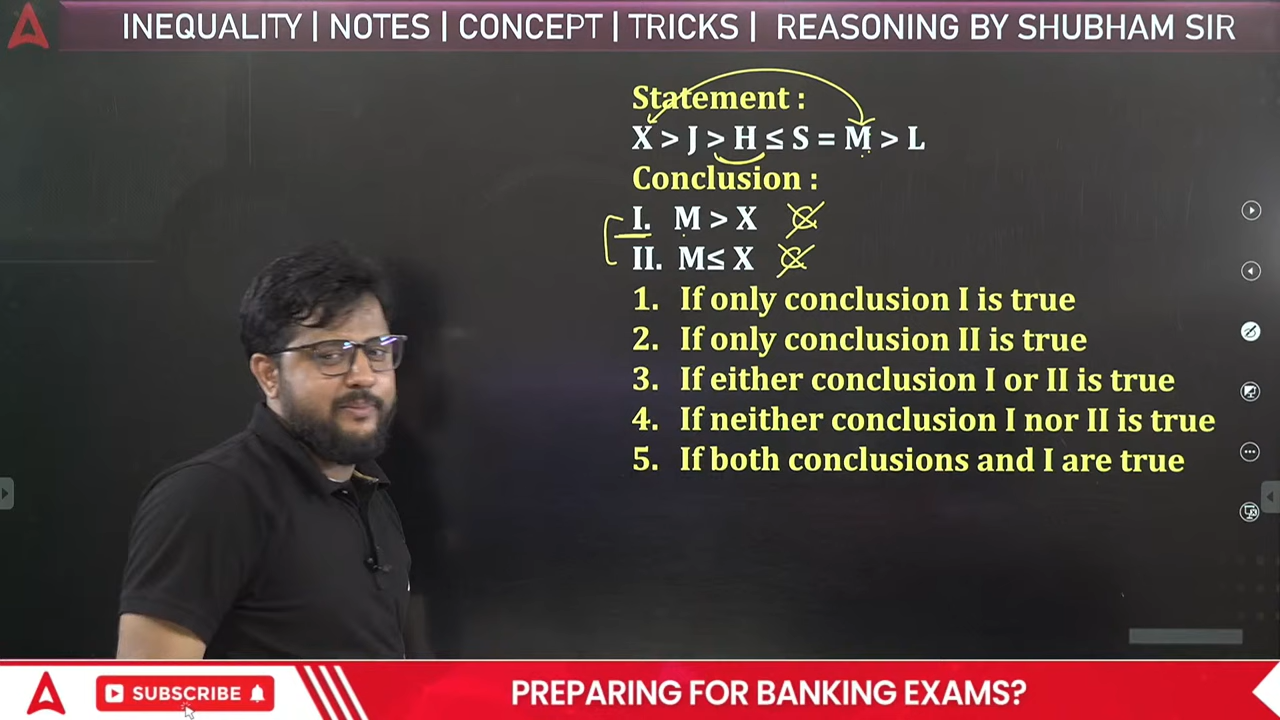 INEQUALITY | NOTES | CONCEPT | TRICKS | REASONING BY SHUBHAM SIR
Statement :
X > J > H ≤ S = M > L
Conclusion :
I. M > X
II. M≤ X
1. If only conclusion I is true
2. If only conclusion II is true
3. If either conclusion I or II is true
4. If neither conclusion I nor II is true
5. If both conclusions and I are true
SUBSCRIBE
PREPARING FOR BANKING EXAMS?